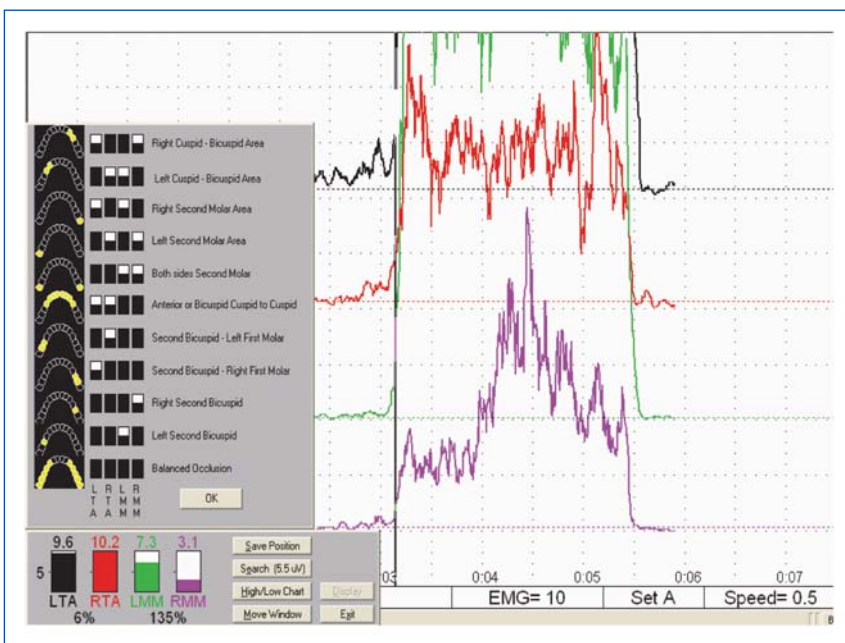 Right Cuspid - Bicuspid Area
Left Cuspid - Bicuspid Area
Right Second Molar Area
Left Second Molar Area
Both sides Second Molar
Anterior or Bicuspid Cuspid to Cuspid
Second Bicuspid - Left First Molar
Second Bicuspid - Right First Molar
Right Second Bicuspid
Left Second Bicuspid
Balanced Occlusion
L R L R
T T M M
A A M M
OK
9.6 10.2 7.3 3.1
5
LTA RTA LMM RMM
6% 135%
Save Position
Search (5.5 uV)
High/Low Chart Display
Move Window Exit
:03 0:04 0:05 0:06 0:07
EMG= 10 Set A Speed= 0.5